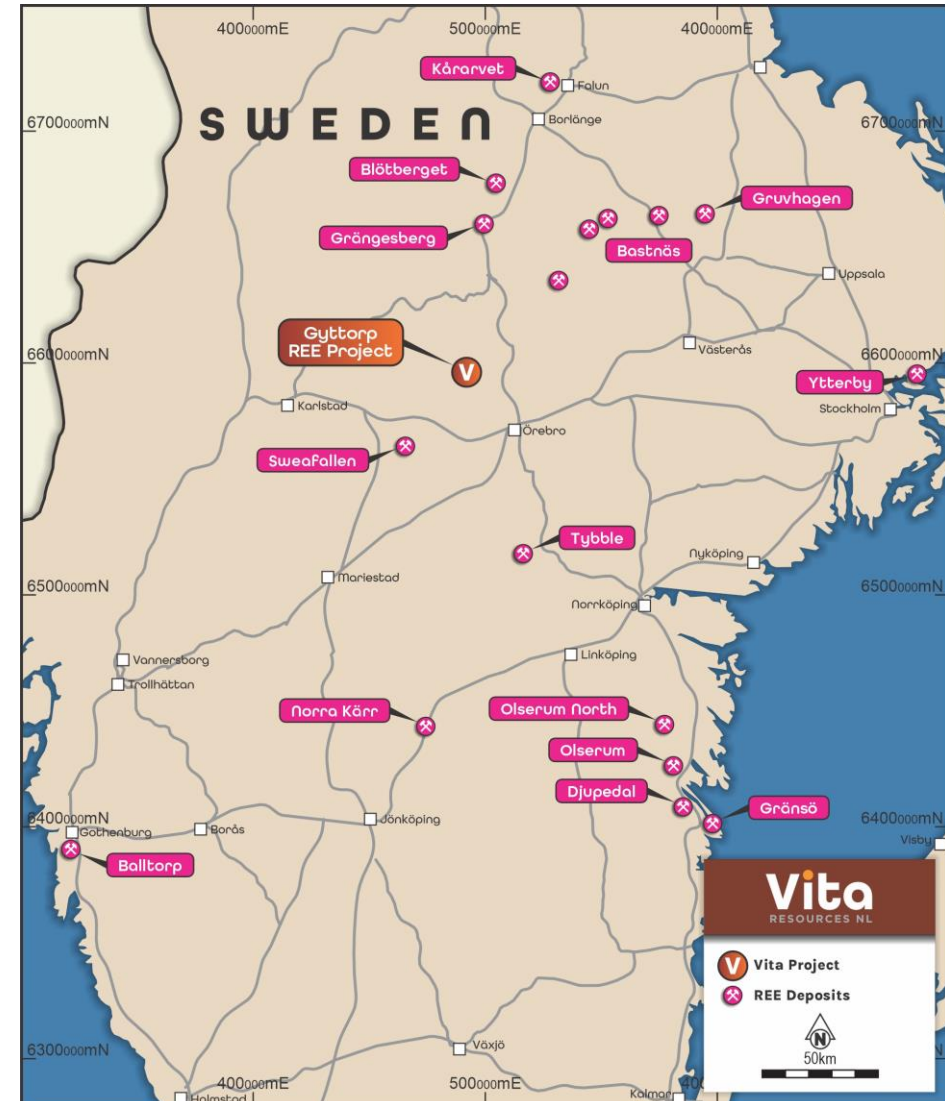 400000mE
500000mE
400000mE
Kårarvet
Falun
SWEDEN
6700000mN
6700000mN
Borlänge
Blötberget
Gruvhagen
Grängesberg
Bastnäs
Uppsala
Gyttorp
REE Project
6600000mN
6600000mN
Västerås
Ytterby
Karlstad
Stockholm
Örebro
Sweafallen
Tybble
Nyköping
Mariestad
6500000mN
6500000mN
Norrköping
Linköping
Vannersborg
Trollhättan
Norra Kärr
Olserum North
Olserum
Djupedal
Gränsö
6400000mN
6400000mN
Gothenburg
Borås
Jönköping
Visby
Balltorp
Vita
RESOURCES NL
V Vita Project
REE Deposits
N
50km
Växjö
6300000mN
400000mE
500000mE
Halmstad
Kalmar
V